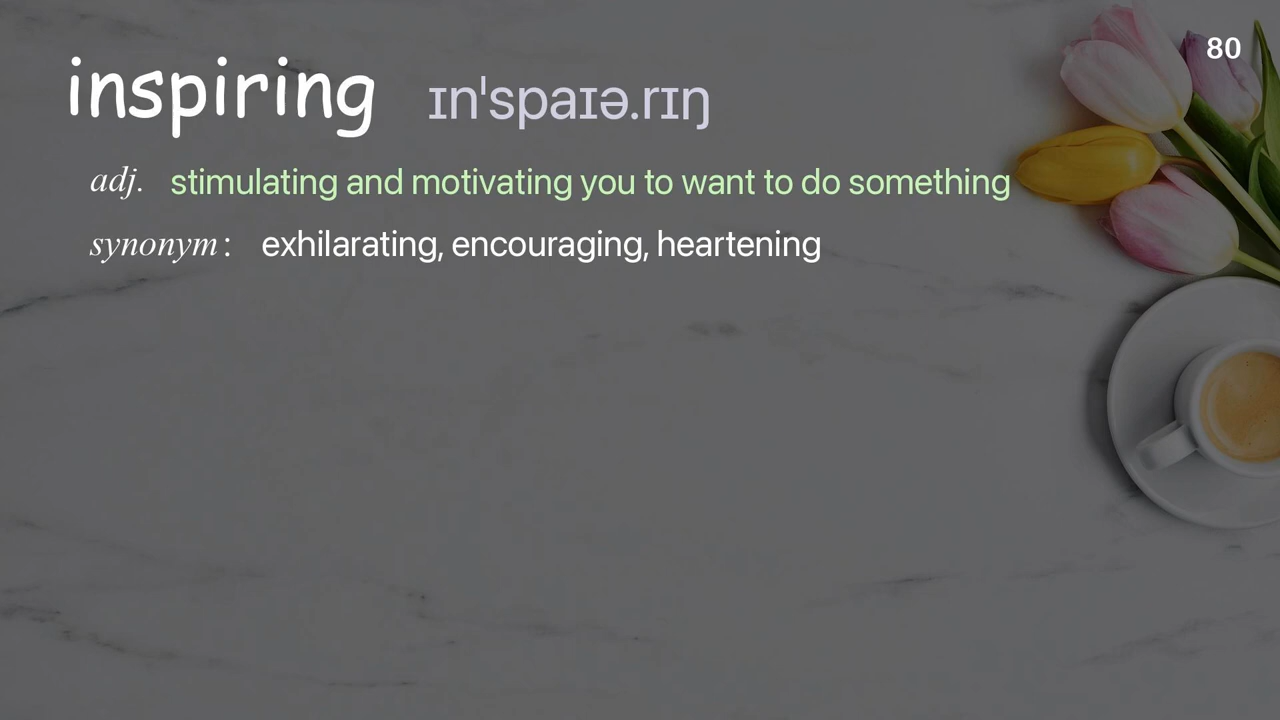 80
inspiring ɪnˈspaɪə.rɪŋ
adj. stimulating and motivating you to want to do something
synonym: exhilarating, encouraging, heartening